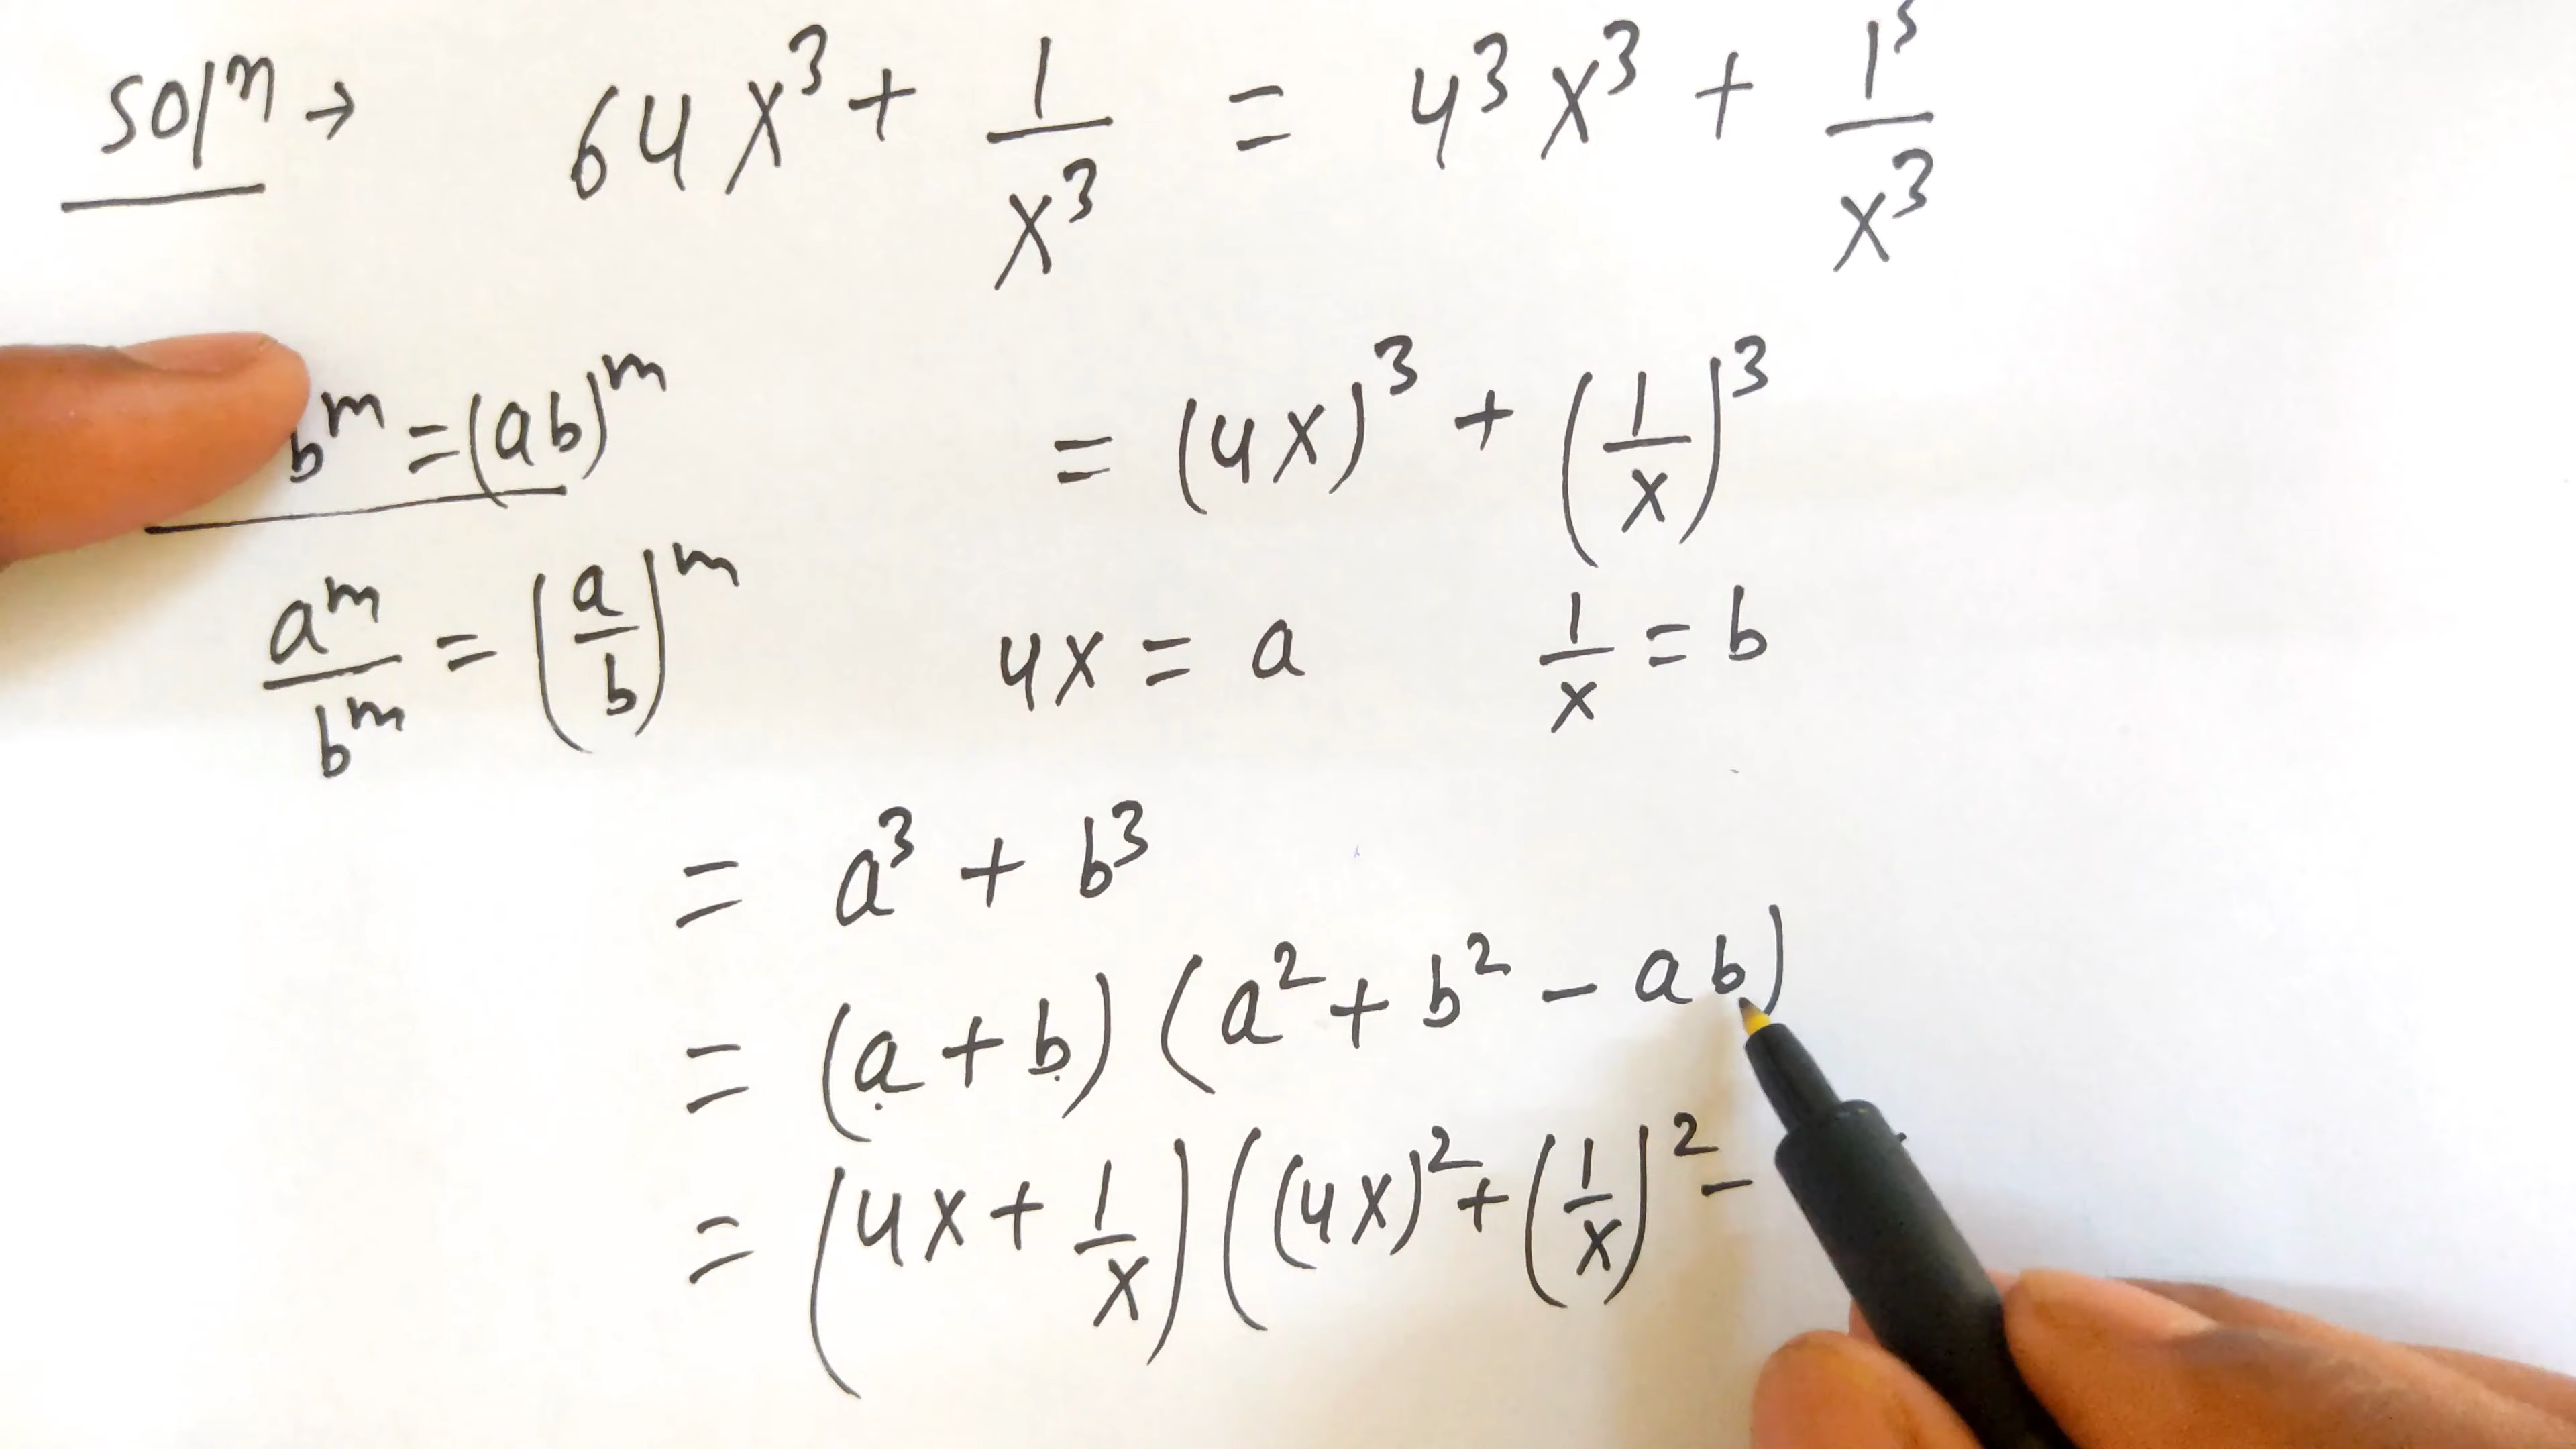 Solⁿ → 64x³ + 1/x³ = 4³x³ + 1³/x³
bᵐ = (ab)ᵐ
= (4x)³ + (1/x)³
aᵐ/bᵐ = (a/b)ᵐ
4x = a 1/x = b
= a³ + b³
= (a + b) (a² + b² - ab)
= (4x + 1/x) ((4x)² + (1/x)² -